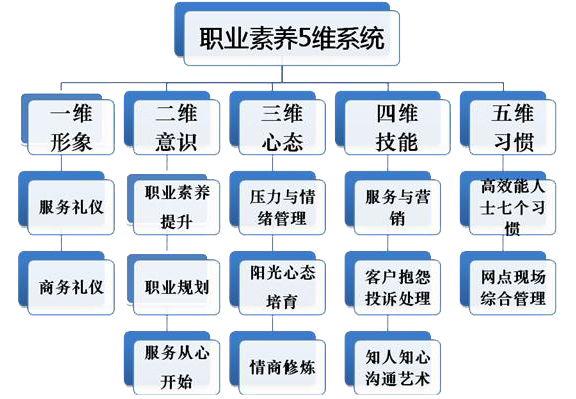 职业素养5维系统
一维
形象
二维
意识
三维
心态
四维
技能
五维
习惯
服务礼仪
职业素养
提升
压力与情
绪管理
服务与营
销
高效能人
士七个习
惯
商务礼仪
职业规划
阳光心态
培育
客户抱怨
投诉处理
网点现场
综合管理
服务从心
开始
情商修炼
知人知心
沟通艺术